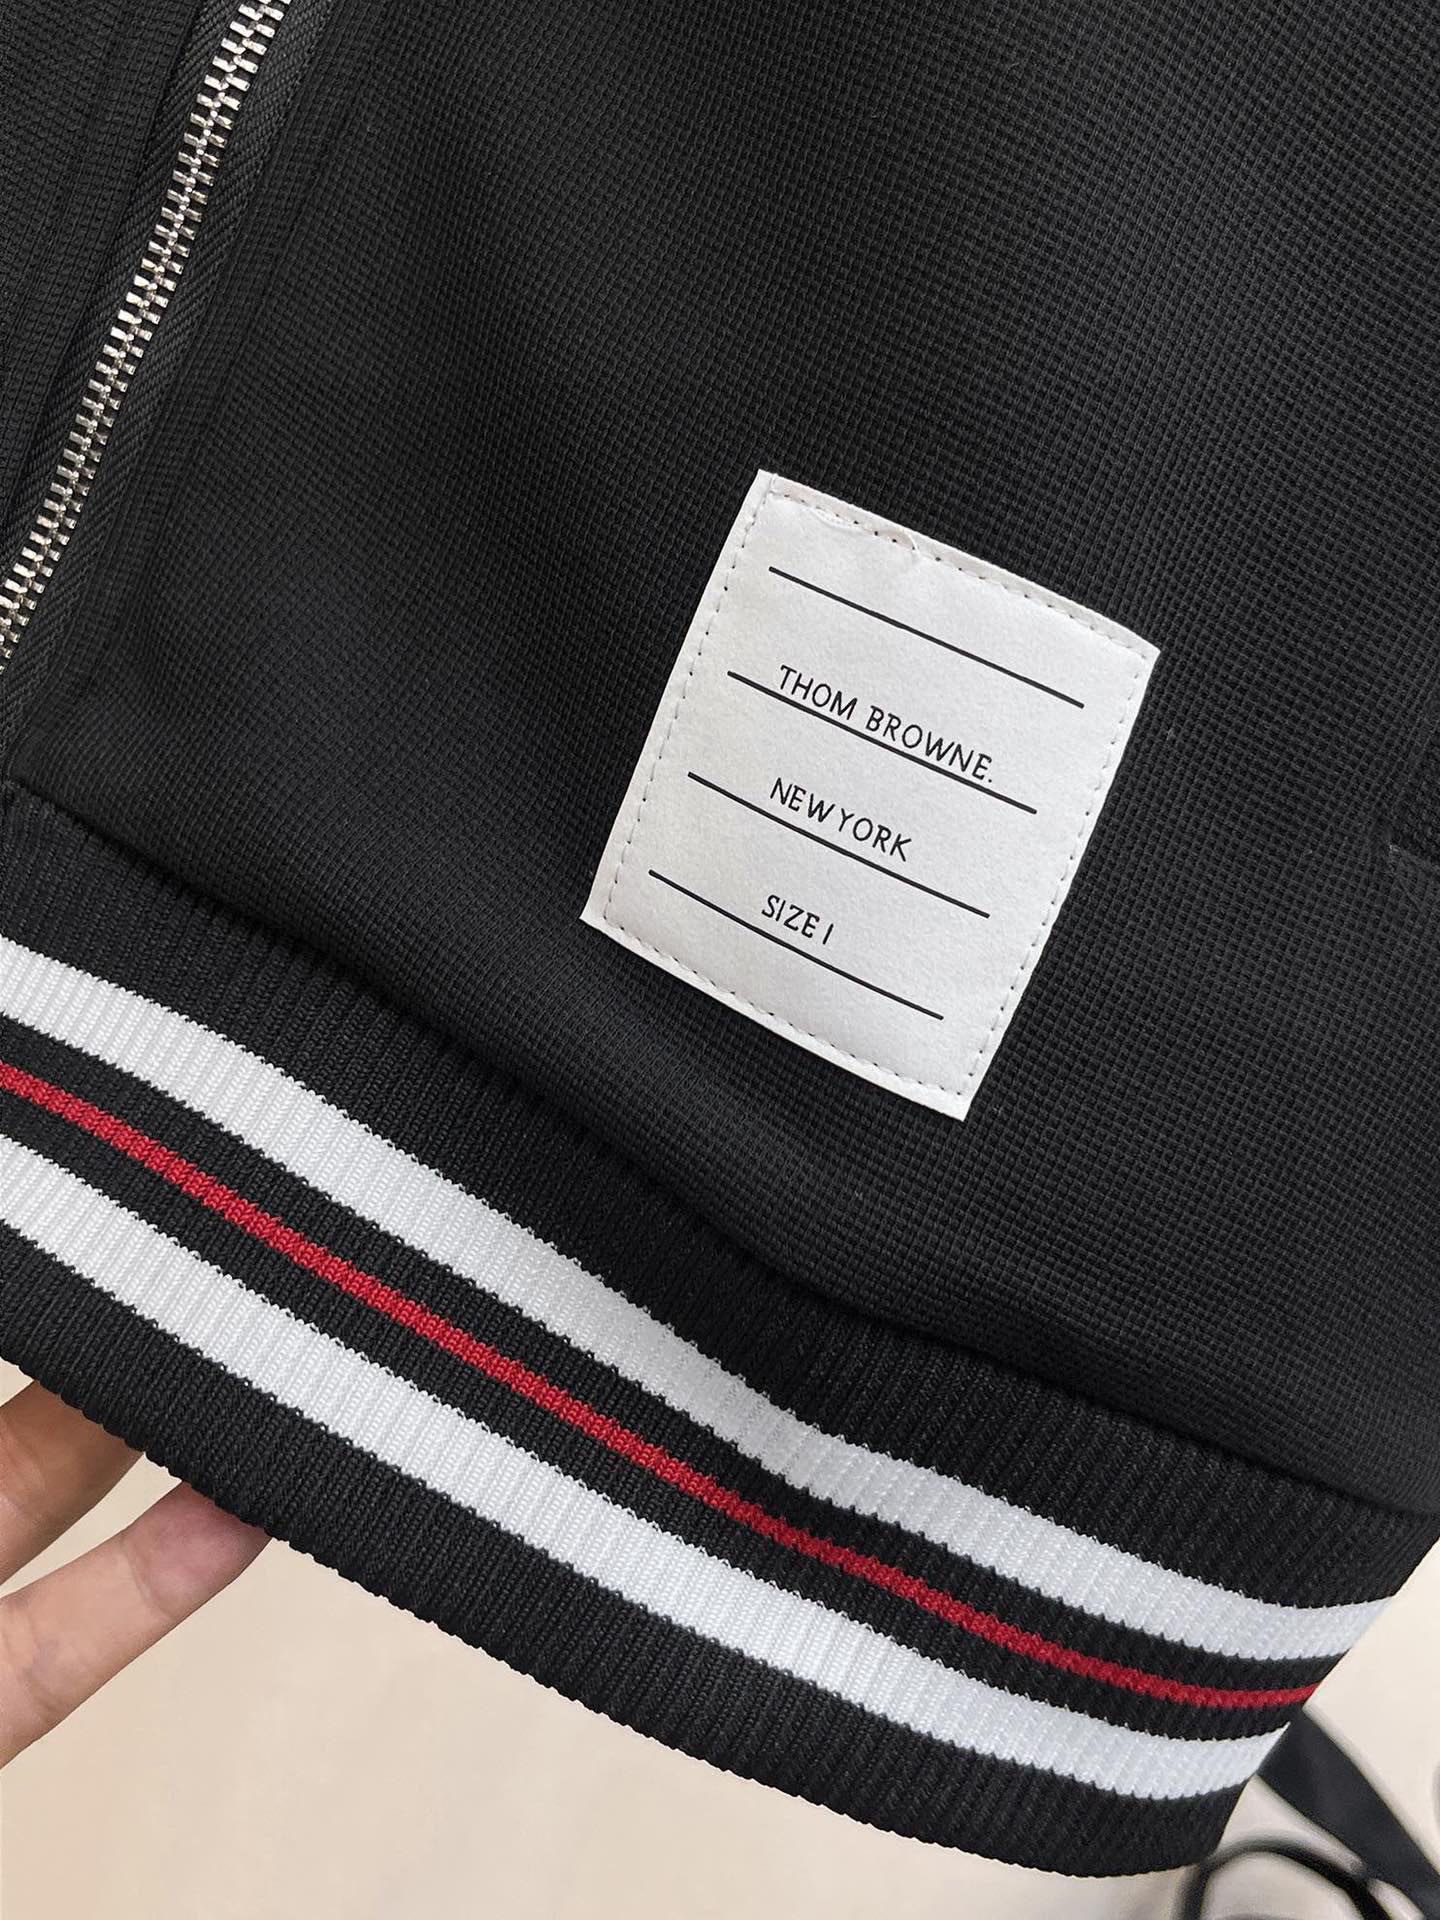 THOM BROWNE.
NEW YORK
SIZE 1